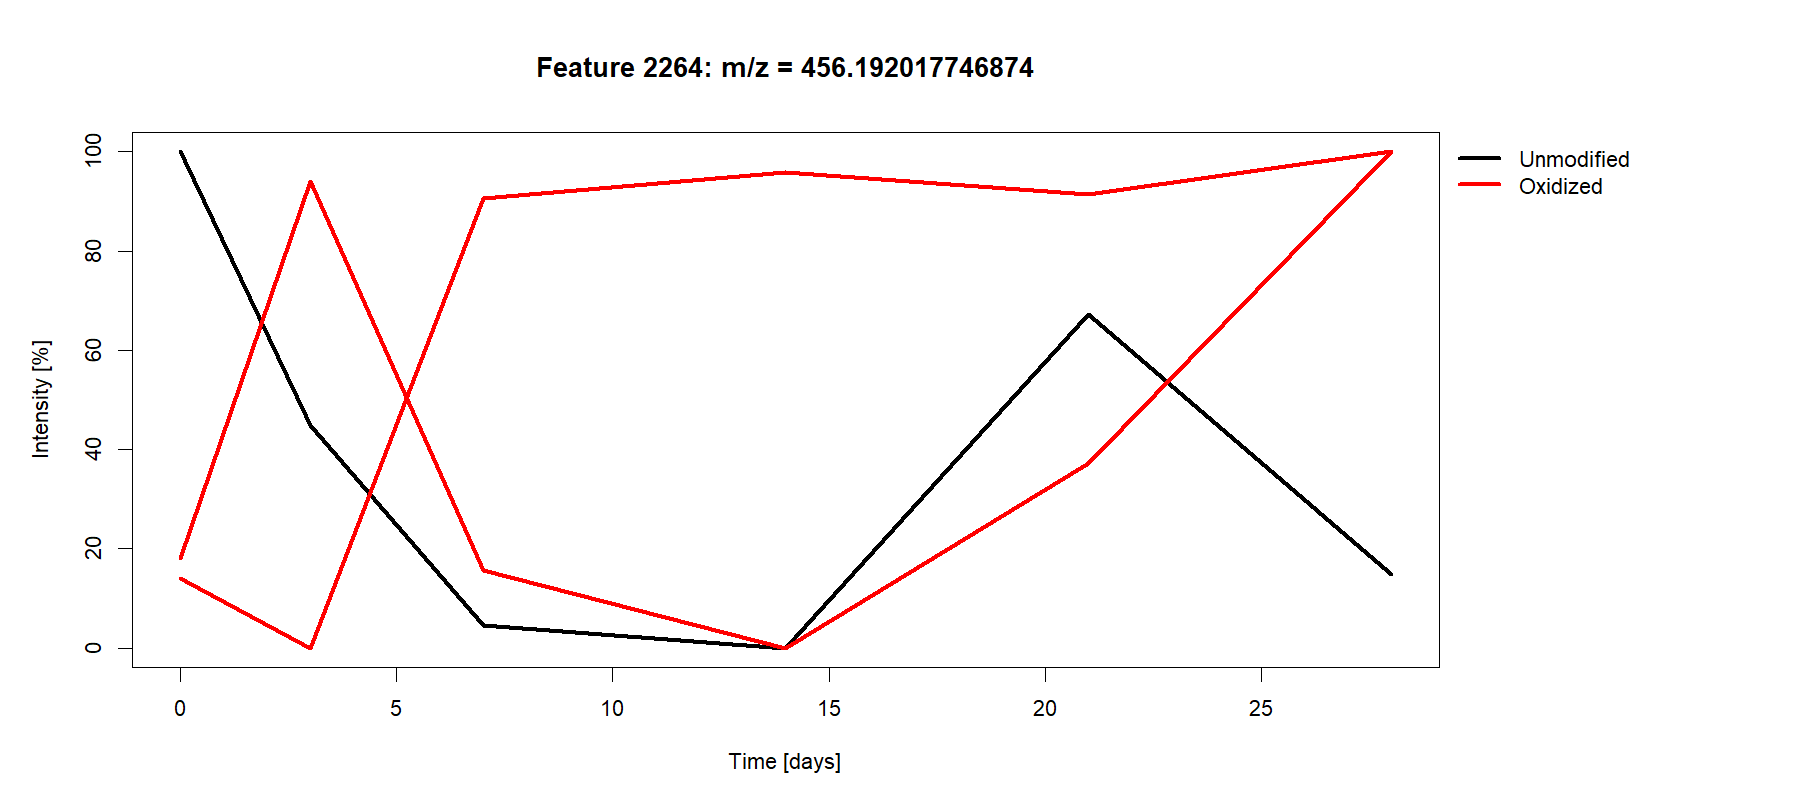 Feature 2264: m/z = 456.192017746874
Unmodified
Oxidized
Intensity [%]
100
80
60
40
20
0
0 5 10 15 20 25
Time [days]